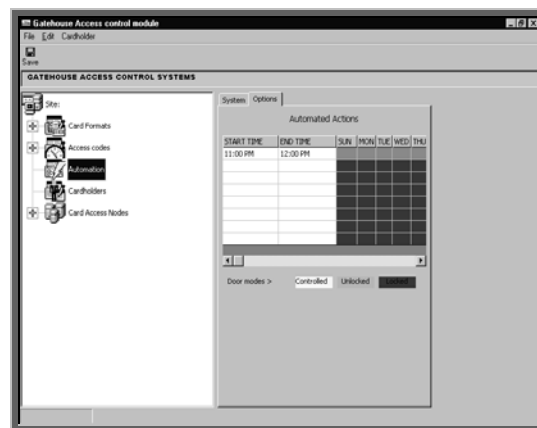 Gatehouse Access control module
File Edit Cardholder
Save
GATEHOUSE ACCESS CONTROL SYSTEMS
Site:
Card Formats
Access codes
Automation
Cardholders
Card Access Nodes
System Options
Automated Actions
START TIME END TIME SUN MON TUE WED THU
11:00 PM 12:00 PM
Door modes > Controlled Unlocked Locked